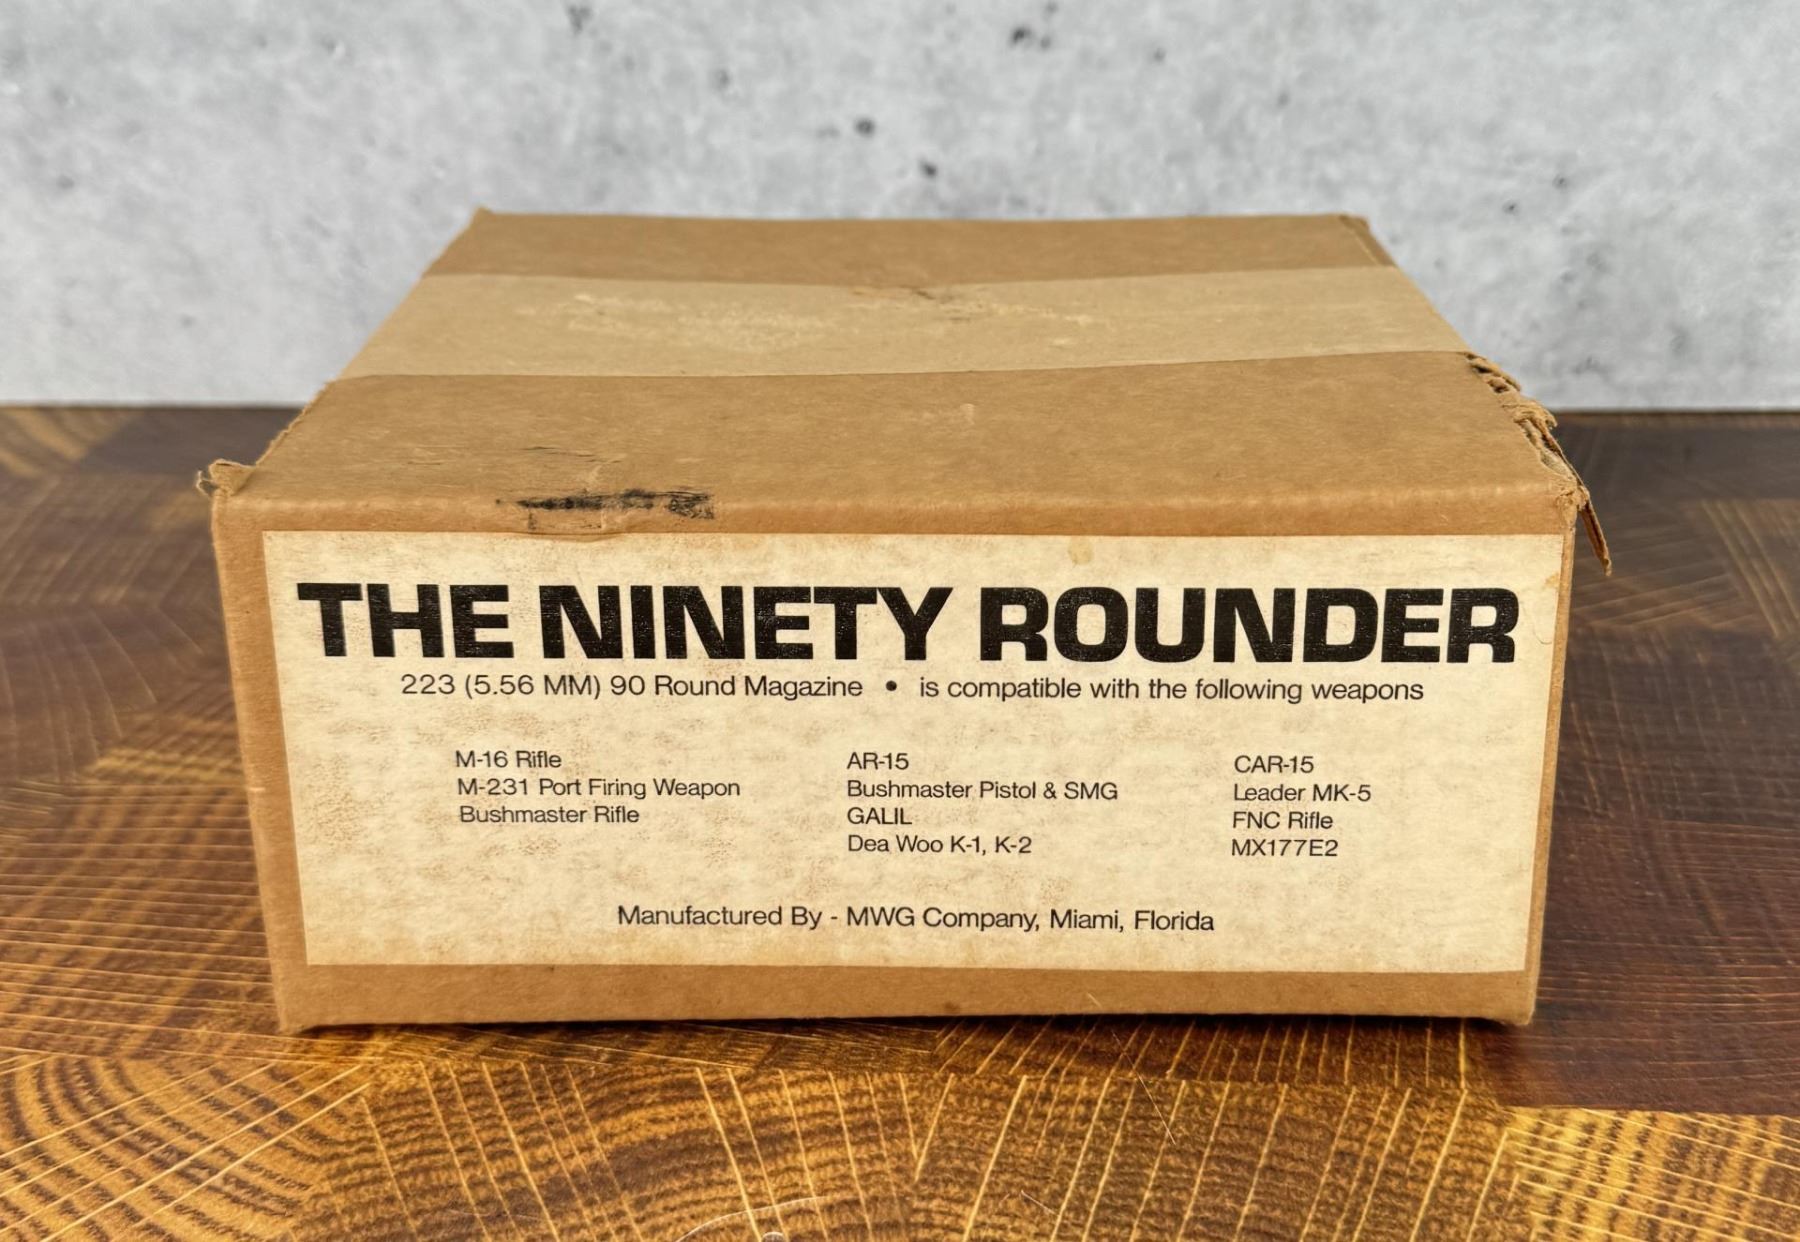 THE NINETY ROUNDER
223 (5.56 MM) 90 Round Magazine • is compatible with the following weapons
M-16 Rifle
M-231 Port Firing Weapon
Bushmaster Rifle
AR-15
Bushmaster Pistol & SMG
GALIL
Dea Woo K-1, K-2
CAR-15
Leader MK-5
FNC Rifle
MX177E2
Manufactured By - MWG Company, Miami, Florida